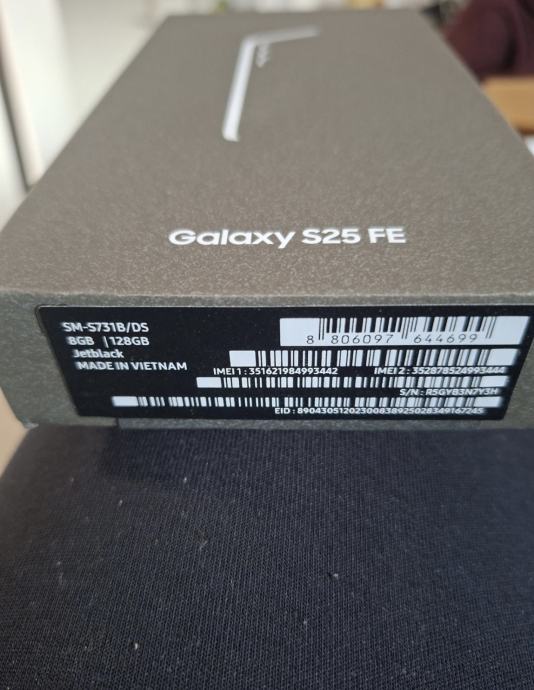 Galaxy S25 FE
SM-S731B/DS
8GB | 128GB
Jetblack
MADE IN VIETNAM
8 806097 644699
IMEI 1 : 351621984993442 IMEI 2 : 352878524993444
S/N : R5GYB3N7Y3H
EID : 89043051202300838925028349167245